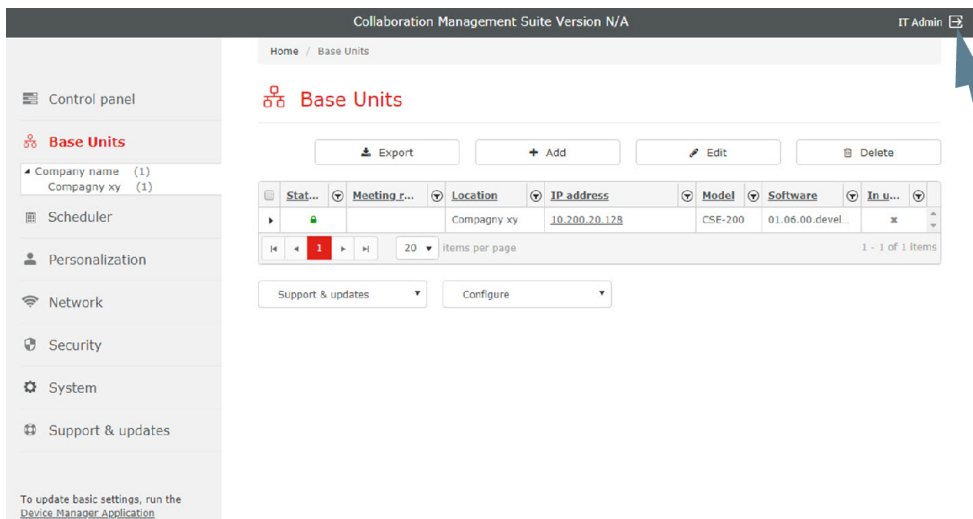 Collaboration Management Suite Version N/A
IT Admin
Home / Base Units
Control panel
Base Units
Company name (1)
Compagny xy (1)
Scheduler
Personalization
Network
Security
System
Support & updates
To update basic settings, run the
Device Manager Application
Base Units
Export + Add Edit Delete
Stat... Meeting r... Location IP address Model Software In u...
Compagny xy 10.200.20.128 CSE-200 01.06.00.devel...
1 20 items per page 1 - 1 of 1 items
Support & updates Configure